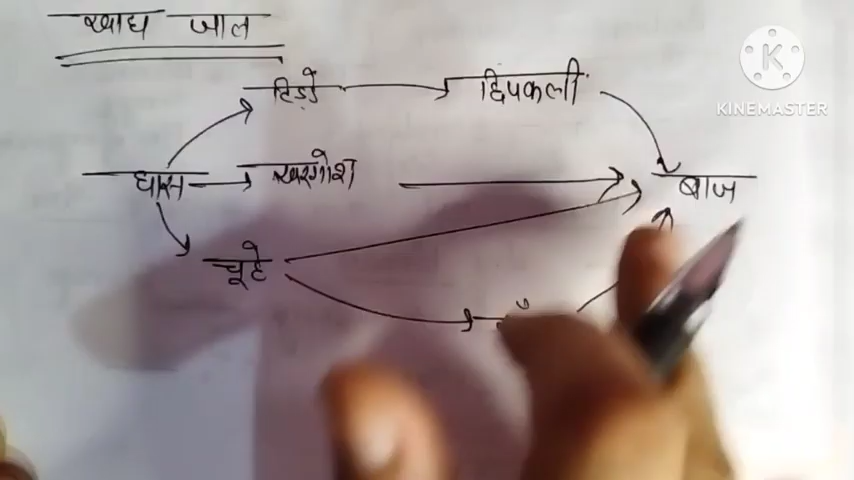 खाद्य जाल
टिड्डे छिपकली
K
KINEMASTER
घास खरगोश बाज
चूहे